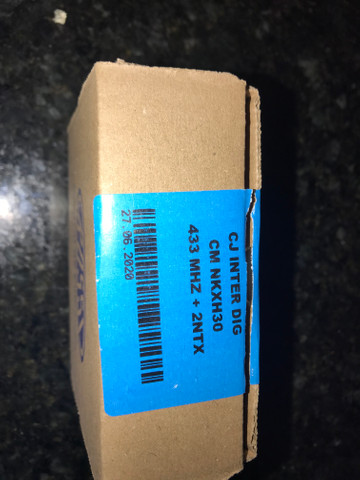 CJ INTER DIG
CM NKXH30
433 MHZ + 2NTX
27.06.2020